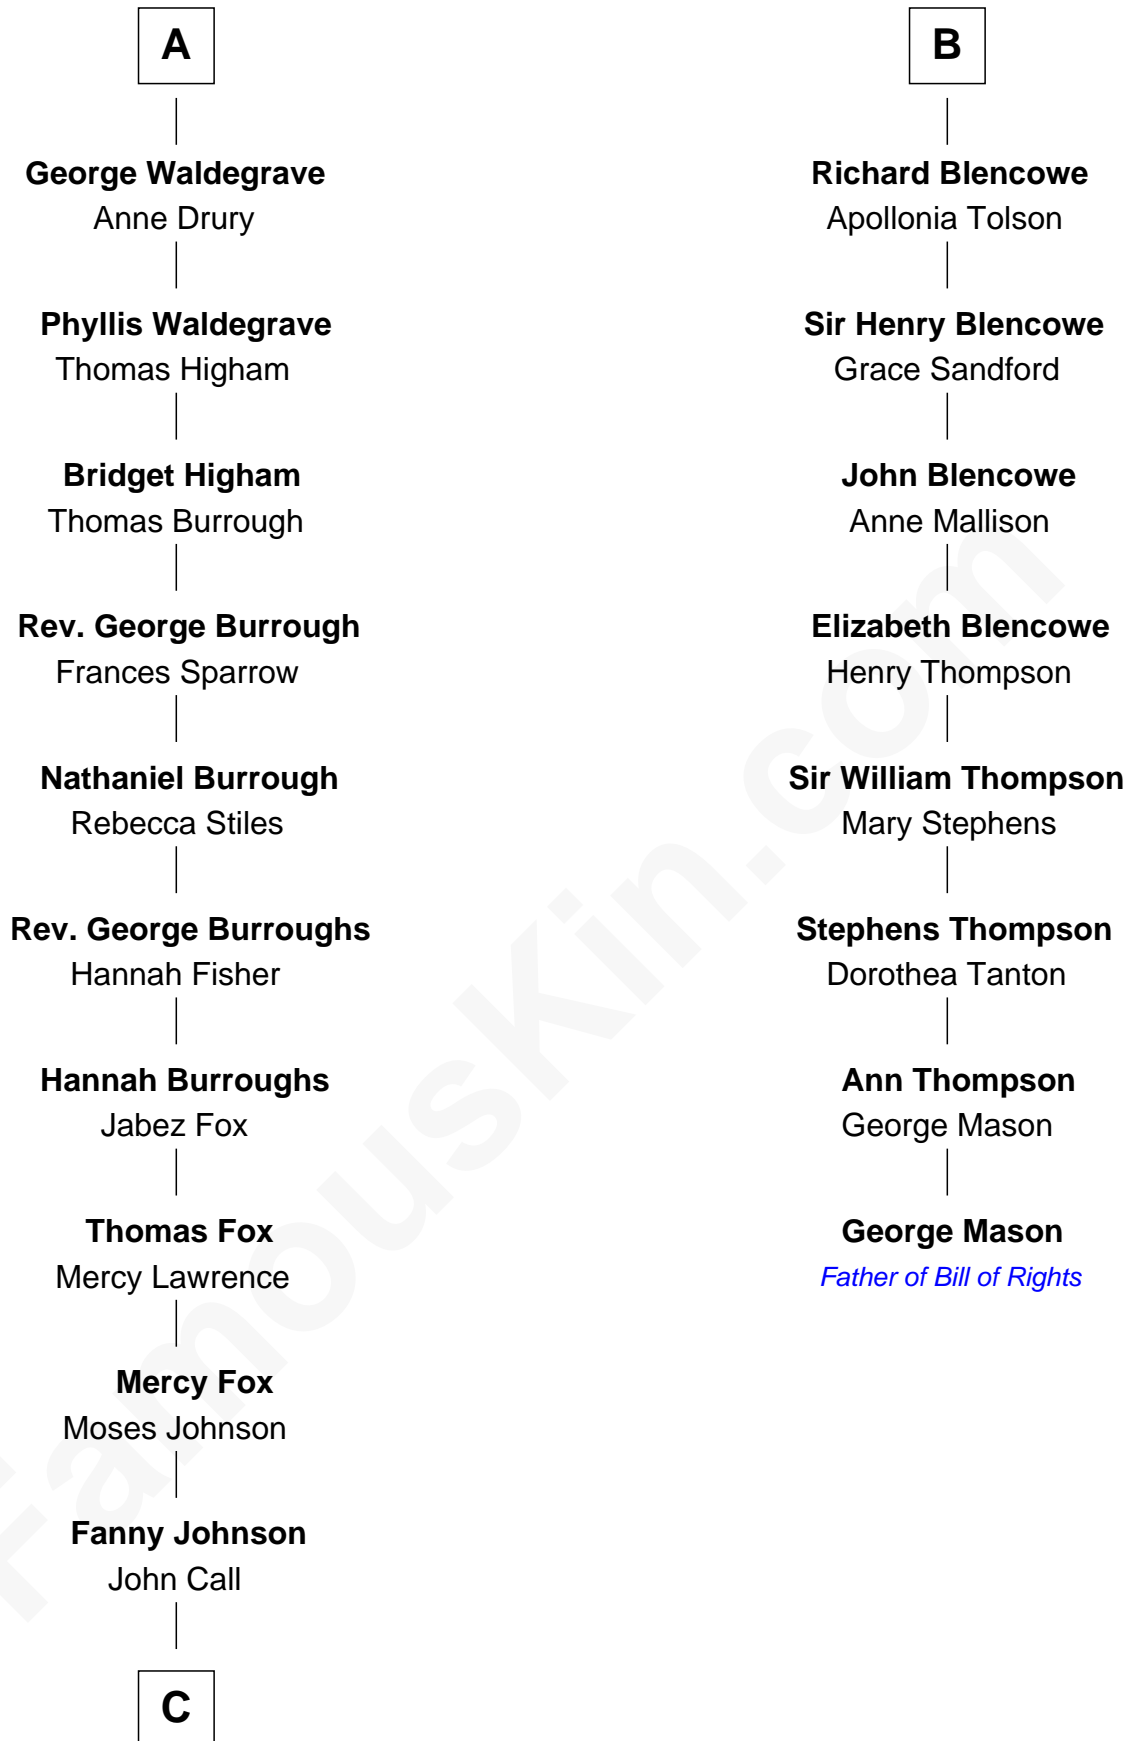 A
George Waldegrave
Anne Drury
Phyllis Waldegrave
Thomas Higham
Bridget Higham
Thomas Burrough
Rev. George Burrough
Frances Sparrow
Nathaniel Burrough
Rebecca Stiles
Rev. George Burroughs
Hannah Fisher
Hannah Burroughs
Jabez Fox
Thomas Fox
Mercy Lawrence
Mercy Fox
Moses Johnson
Fanny Johnson
John Call
C
B
Richard Blencowe
Apollonia Tolson
Sir Henry Blencowe
Grace Sandford
John Blencowe
Anne Mallison
Elizabeth Blencowe
Henry Thompson
Sir William Thompson
Mary Stephens
Stephens Thompson
Dorothea Tanton
Ann Thompson
George Mason
George Mason
Father of Bill of Rights
FamousKin.com